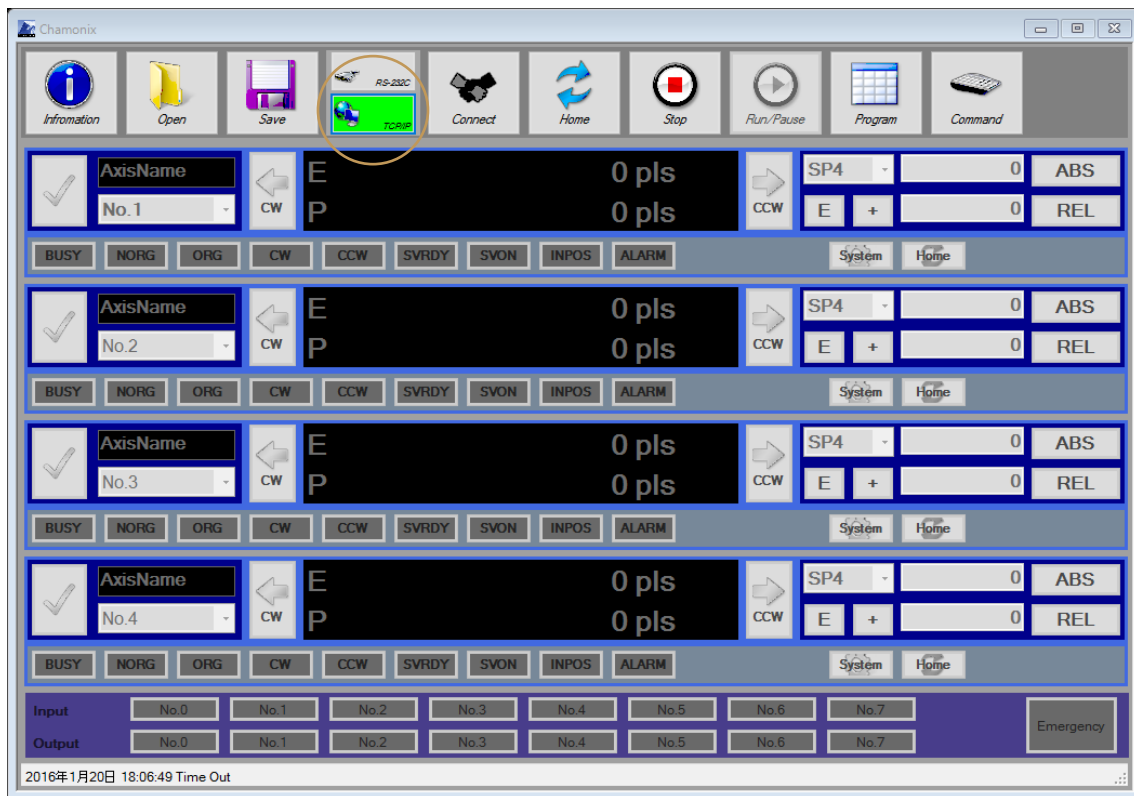 Chamonix
RS-232C
Infromation Open Save TCP/IP Connect Home Stop Run/Pause Program Command
AxisName E 0 pls SP4 0 ABS
No.1 CW P 0 pls CCW E + 0 REL
BUSY NORG ORG CW CCW SVRDY SVON INPOS ALARM System Home
AxisName E 0 pls SP4 0 ABS
No.2 CW P 0 pls CCW E + 0 REL
BUSY NORG ORG CW CCW SVRDY SVON INPOS ALARM System Home
AxisName E 0 pls SP4 0 ABS
No.3 CW P 0 pls CCW E + 0 REL
BUSY NORG ORG CW CCW SVRDY SVON INPOS ALARM System Home
AxisName E 0 pls SP4 0 ABS
No.4 CW P 0 pls CCW E + 0 REL
BUSY NORG ORG CW CCW SVRDY SVON INPOS ALARM System Home
Input No.0 No.1 No.2 No.3 No.4 No.5 No.6 No.7
Emergency
Output No.0 No.1 No.2 No.3 No.4 No.5 No.6 No.7
2016年1月20日 18:06:49 Time Out